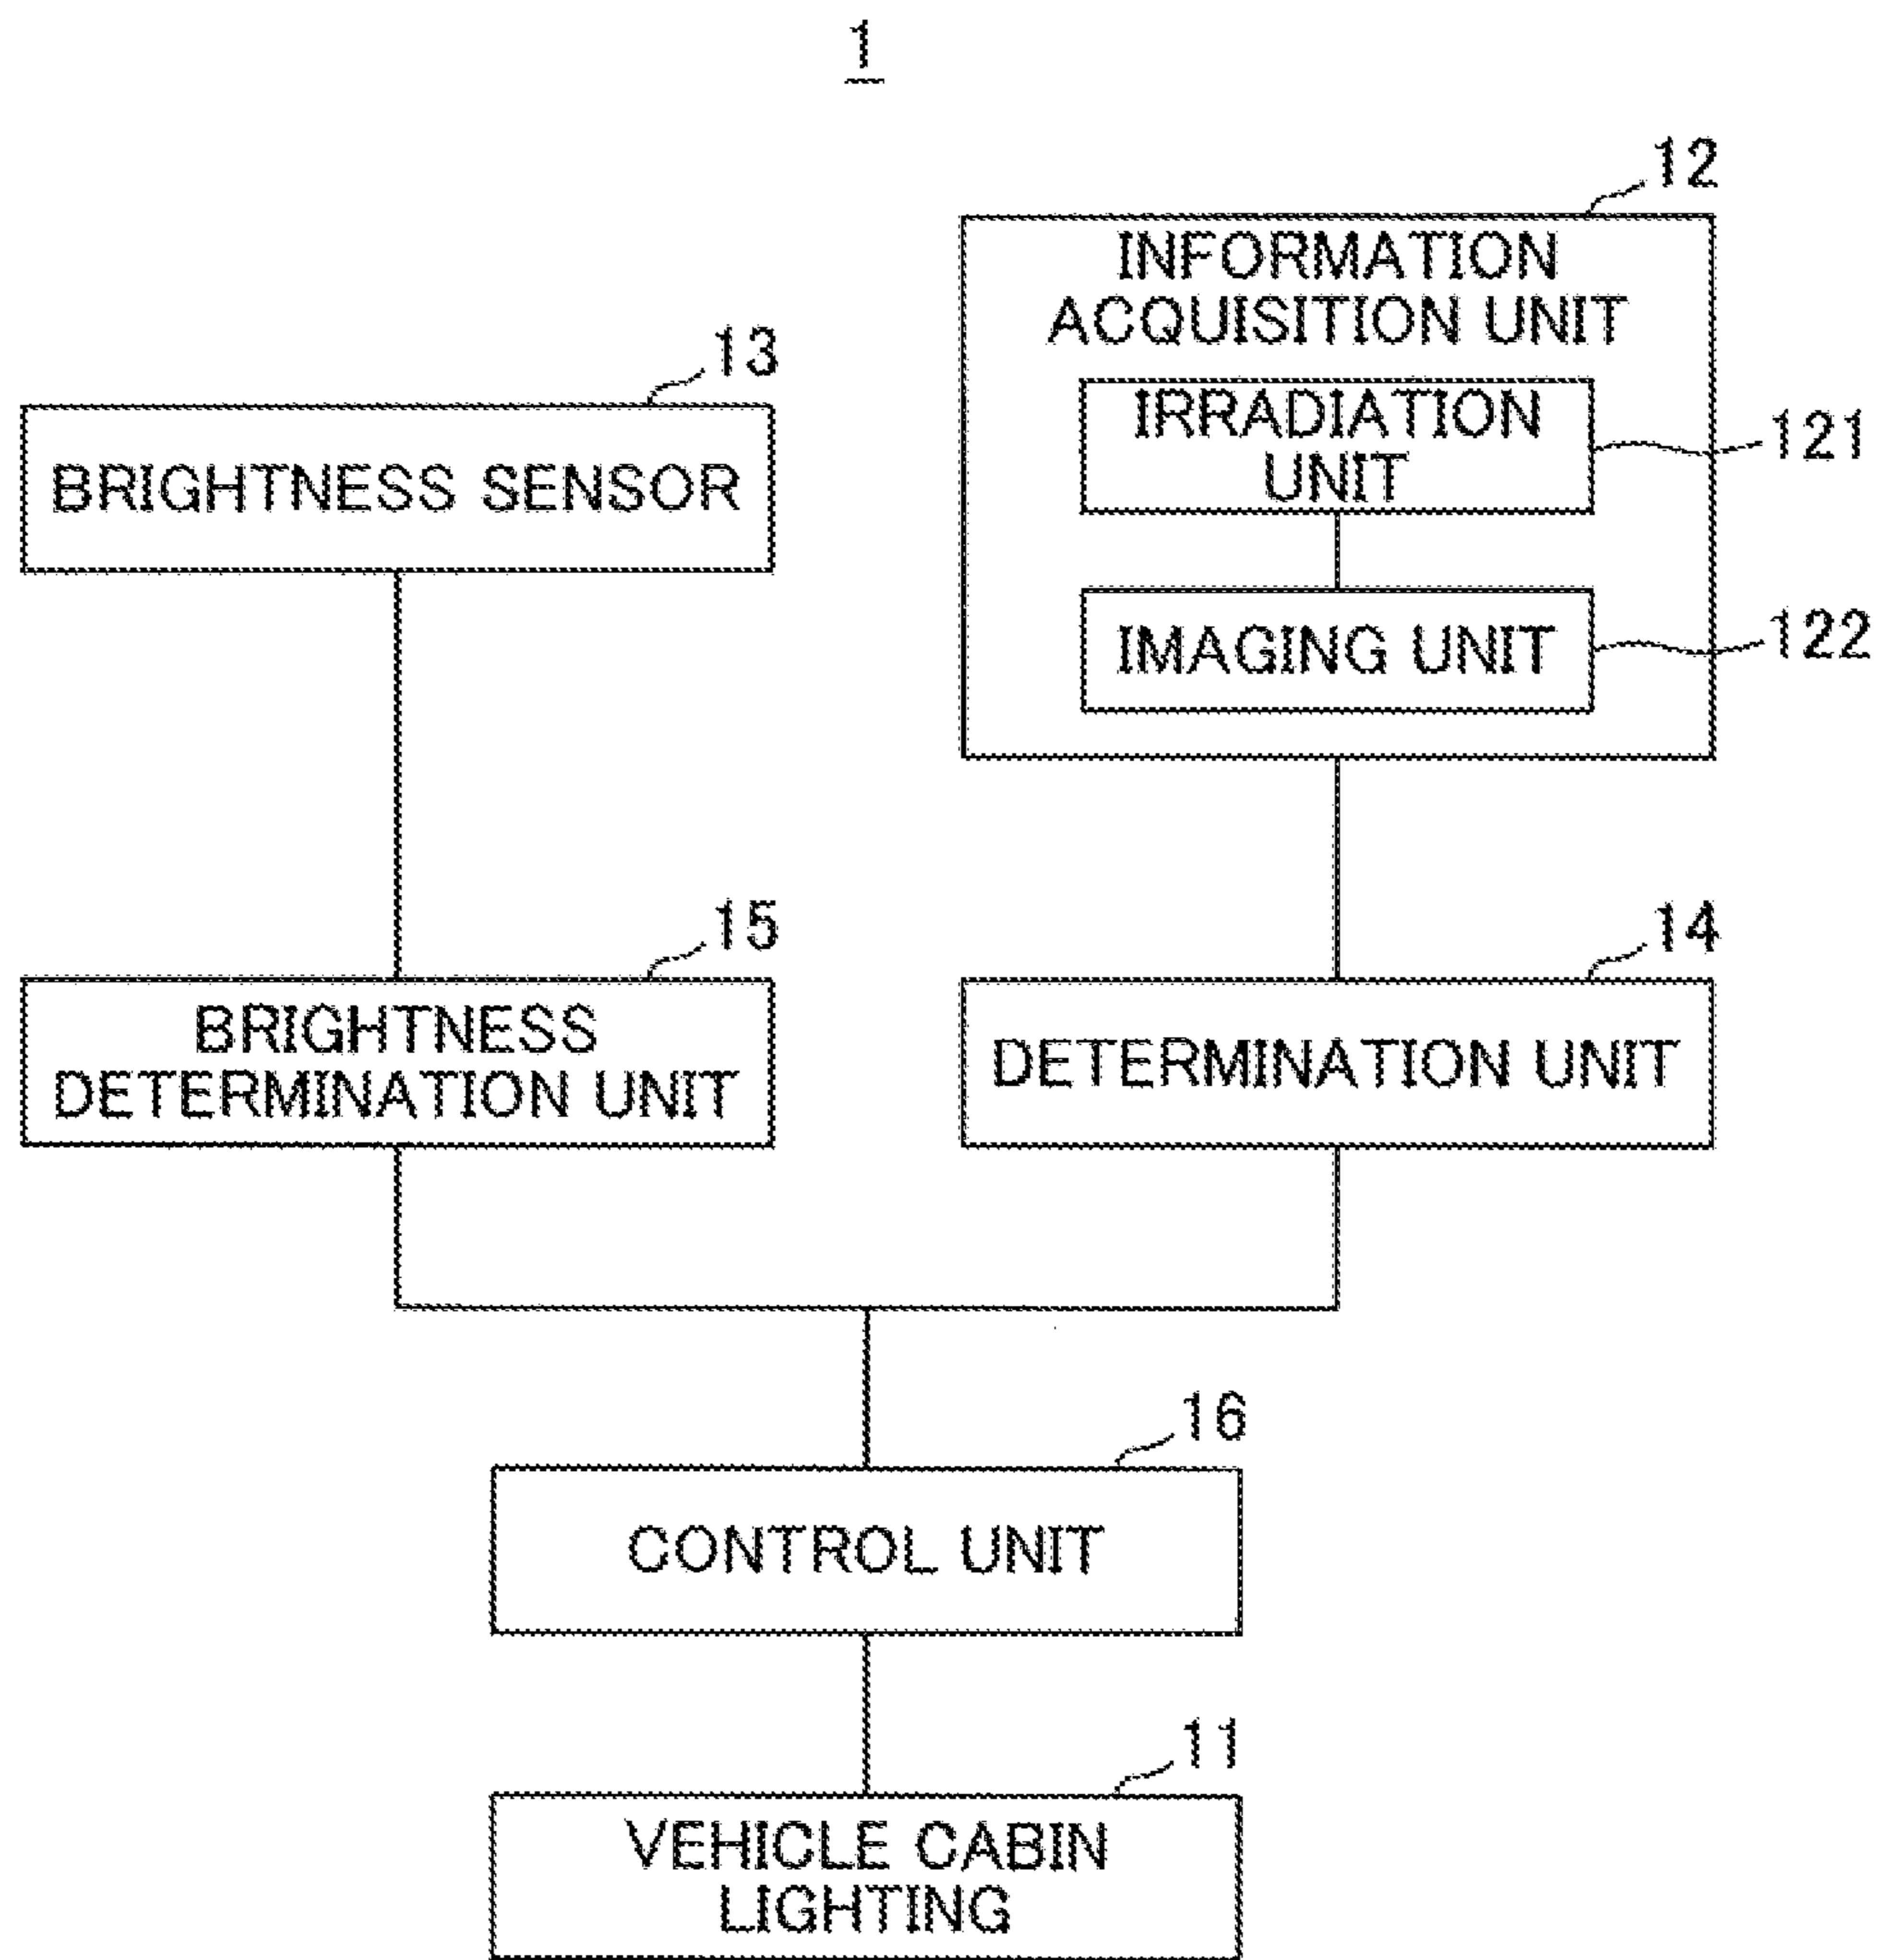 1
12
INFORMATION
ACQUISITION UNIT
13
IRRADIATION
UNIT
121
BRIGHTNESS SENSOR
IMAGING UNIT
122
15
14
BRIGHTNESS
DETERMINATION UNIT
DETERMINATION UNIT
16
CONTROL UNIT
11
VEHICLE CABIN
LIGHTING